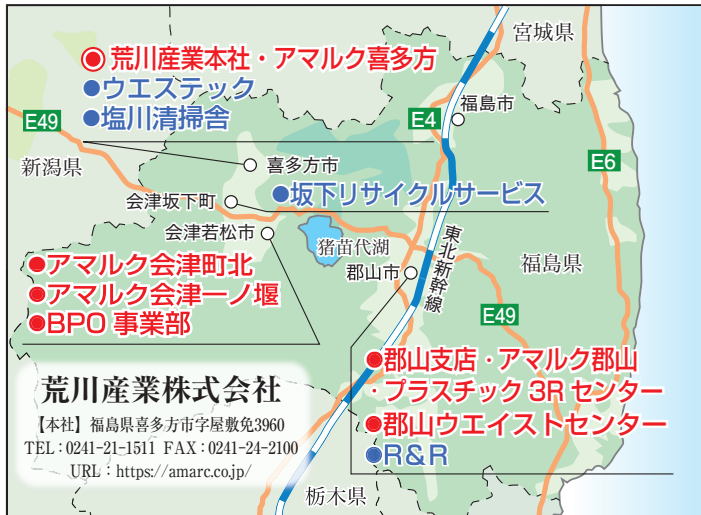 宮城県
◉荒川産業本社・アマルク喜多方
●ウエステック
●塩川清掃舎
E49
E4
福島市
新潟県
喜多方市
E6
●坂下リサイクルサービス
会津坂下町
会津若松市
猪苗代湖
東北新幹線
福島県
●アマルク会津町北
●アマルク会津一ノ堰
●BPO 事業部
郡山市
E49
●郡山支店・アマルク郡山
・プラスチック 3R センター
●郡山ウエイストセンター
●R&R
荒川産業株式会社
【本社】福島県喜多方市字屋敷免3960
TEL：0241-21-1511 FAX：0241-24-2100
URL：https://amarc.co.jp/
栃木県